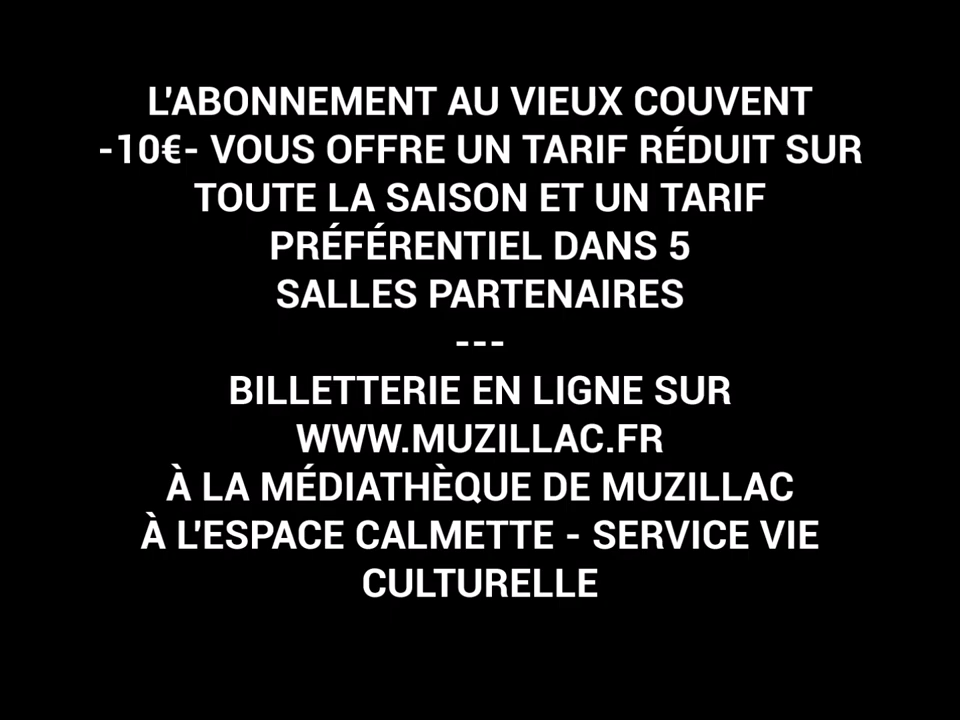 L'ABONNEMENT AU VIEUX COUVENT
-10€- VOUS OFFRE UN TARIF RÉDUIT SUR
TOUTE LA SAISON ET UN TARIF
PRÉFÉRENTIEL DANS 5
SALLES PARTENAIRES
---
BILLETTERIE EN LIGNE SUR
WWW.MUZILLAC.FR
À LA MÉDIATHÈQUE DE MUZILLAC
À L'ESPACE CALMETTE - SERVICE VIE
CULTURELLE